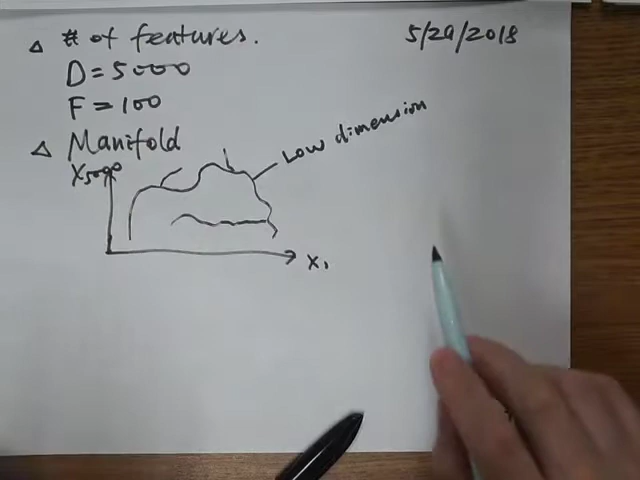 △ # of features.
5/29/2018
D = 5000
F = 100
△ Manifold
Low dimension
X5000
X1